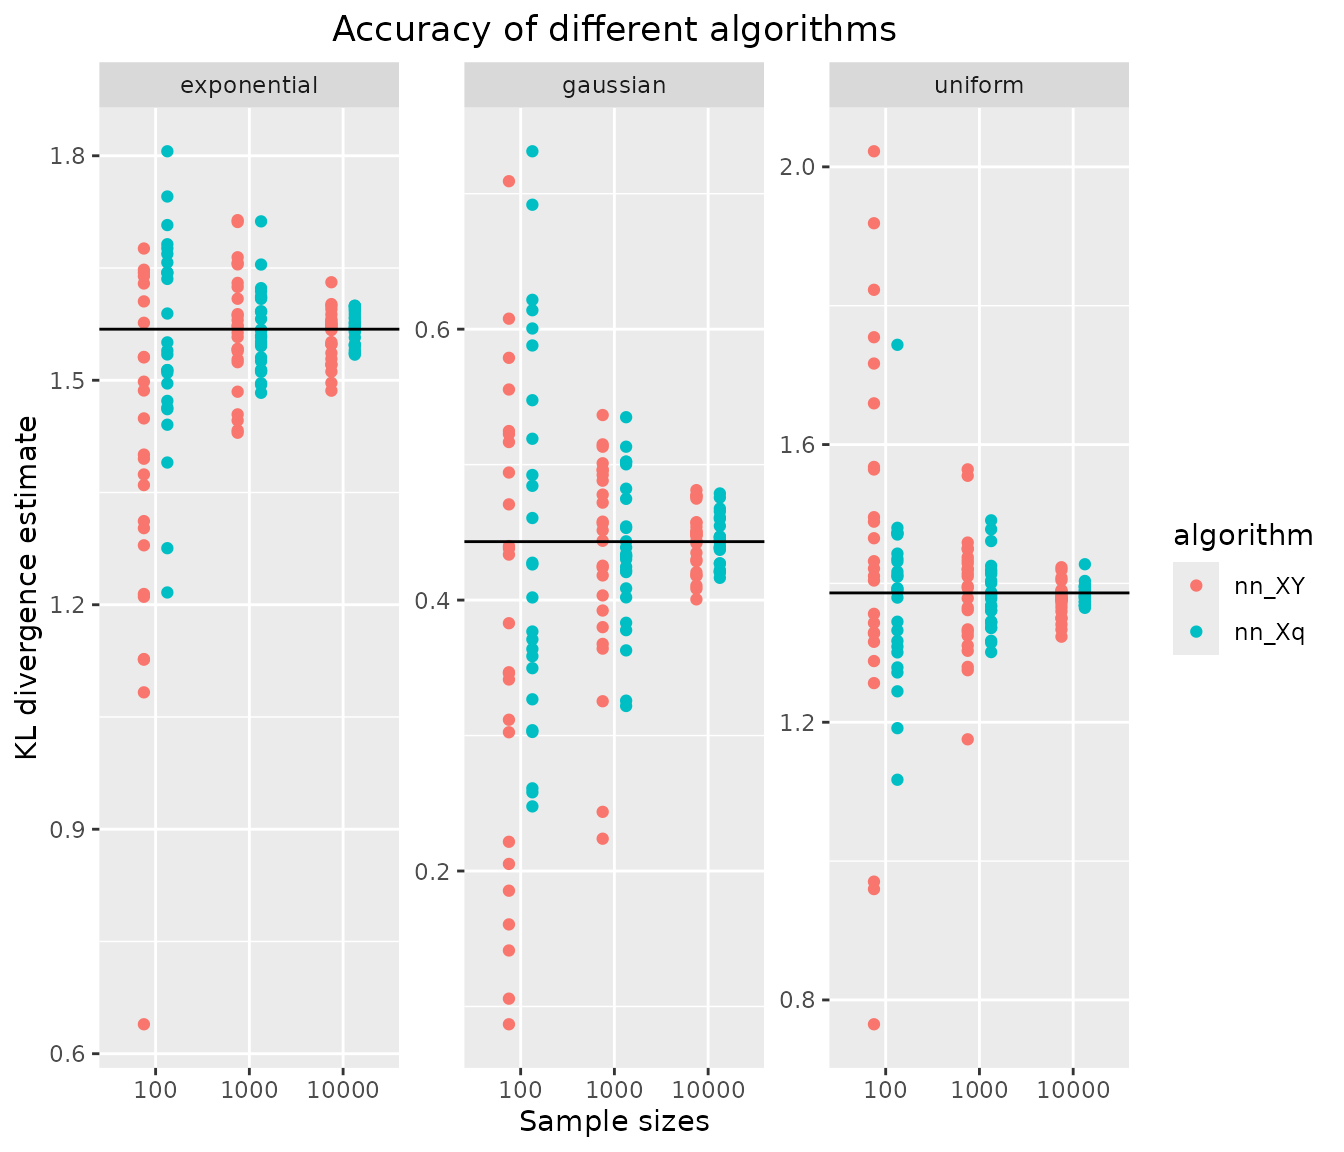 Accuracy of different algorithms
exponential
gaussian
uniform
KL divergence estimate
1.8
1.5
1.2
0.9
0.6
0.6
0.4
0.2
2.0
1.6
1.2
0.8
100 1000 10000
100 1000 10000
100 1000 10000
Sample sizes
algorithm
nn_XY
nn_Xq